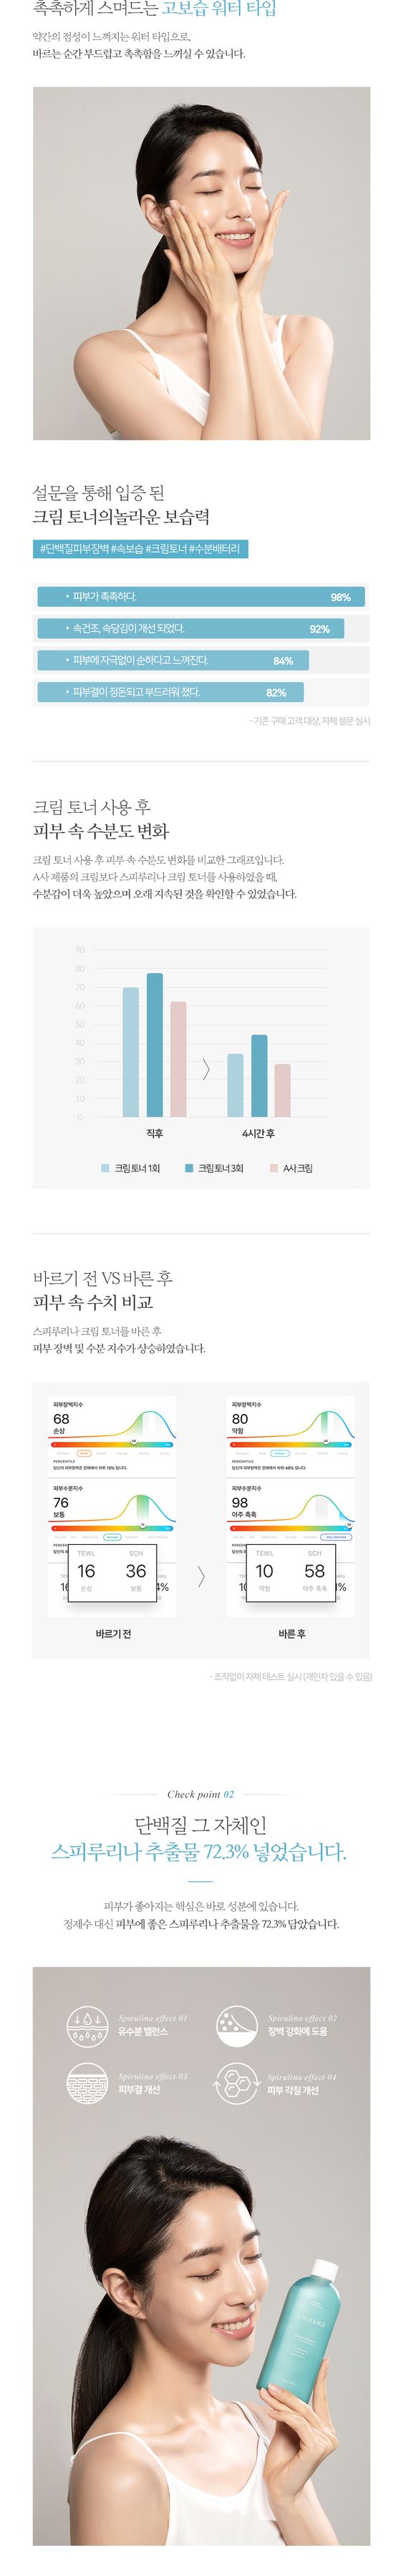 촉촉하게 스며드는 고보습 워터 타입
약간의 점성이 느껴지는 워터 타입으로,
바르는 순간 부드럽고 촉촉함을 느끼실 수 있습니다.
설문을 통해 입증 된
크림 토너의놀라운 보습력
#단백질피부장벽 #속보습 #크림토너 #수분배터리
▸ 피부가 촉촉하다. 98%
▸ 속건조, 속당김이 개선 되었다. 92%
▸ 피부에 자극없이 순하다고 느껴진다. 84%
▸ 피부결이 정돈되고 부드러워 졌다. 82%
- 기존 구매 고객 대상, 자체 설문 실시
크림 토너 사용 후
피부 속 수분도 변화
크림 토너 사용 후 피부 속 수분도 변화를 비교한 그래프입니다.
A사 제품의 크림보다 스피루리나 크림 토너를 사용하였을 때,
수분감이 더욱 높았으며 오래 지속된 것을 확인할 수 있었습니다.
90
80
70
60
50
40
30
20
10
0
직후 4시간 후
크림토너 1회 크림토너 3회 A사 크림
바르기 전 VS 바른 후
피부 속 수치 비교
스피루리나 크림 토너를 바른 후
피부 장벽 및 수분 지수가 상승하였습니다.
피부장벽지수
68
손상
PERCENTILE
피부수분지수
76
보통
TEWL SCH
16 36
손상 보통
바르기 전
피부장벽지수
80
약함
PERCENTILE
피부수분지수
98
아주 촉촉
TEWL SCH
10 58
약함 아주 촉촉
바른 후
- 조작없이 자체 테스트 실시 (개인차 있을 수 있음)
Check point 02
단백질 그 자체인
스피루리나 추출물 72.3% 넣었습니다.
피부가 좋아지는 핵심은 바로 성분에 있습니다.
정제수 대신 피부에 좋은 스피루리나 추출물을 72.3% 담았습니다.
Spirulina effect 01
유수분 밸런스
Spirulina effect 02
장벽 강화에 도움
Spirulina effect 03
피부결 개선
Spirulina effect 04
피부 각질 개선